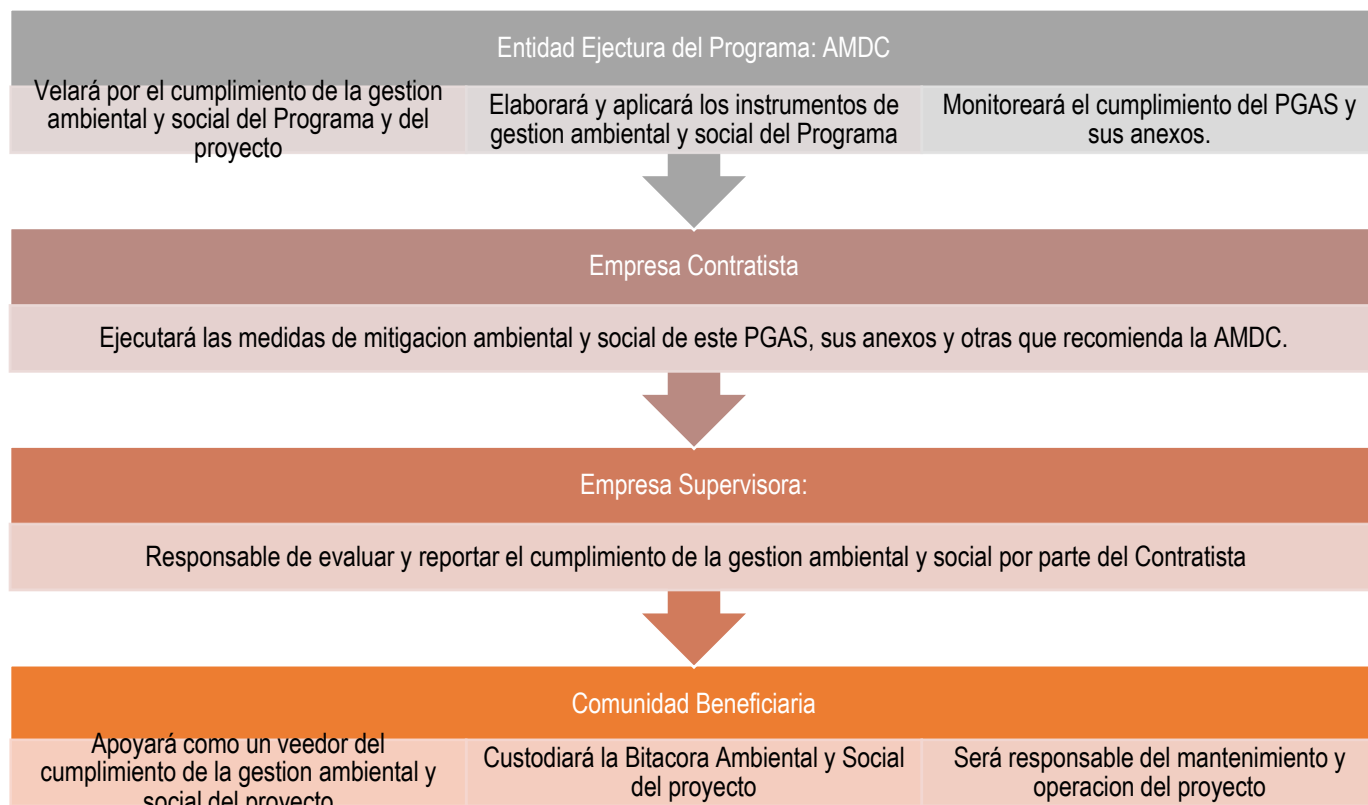 Entidad Ejectura del Programa: AMDC
Velará por el cumplimiento de la gestion
ambiental y social del Programa y del
proyecto
Elaborará y aplicará los instrumentos de
gestion ambiental y social del Programa
Monitoreará el cumplimiento del PGAS y
sus anexos.
Empresa Contratista
Ejecutará las medidas de mitigacion ambiental y social de este PGAS, sus anexos y otras que recomienda la AMDC.
Empresa Supervisora:
Responsable de evaluar y reportar el cumplimiento de la gestion ambiental y social por parte del Contratista
Comunidad Beneficiaria
Apoyará como un veedor del
cumplimiento de la gestion ambiental y
social del proyecto
Custodiará la Bitacora Ambiental y Social
del proyecto
Será responsable del mantenimiento y
operacion del proyecto